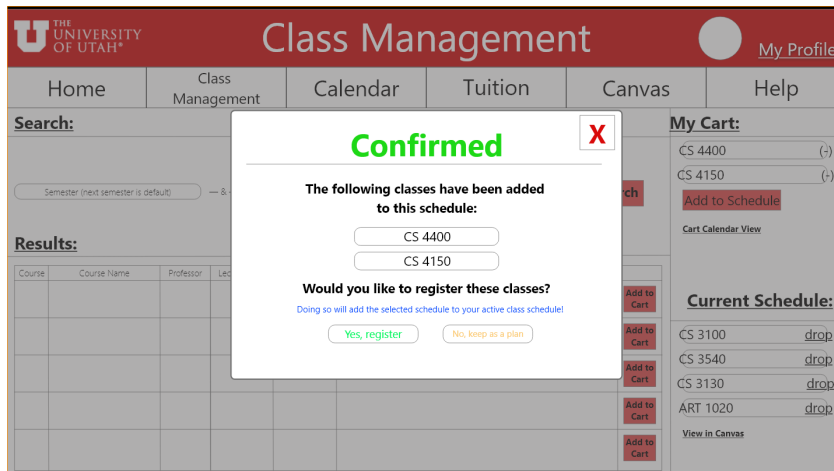 THE
UNIVERSITY
OF UTAH®
Class Management
My Profile
Home
Class
Management
Calendar
Tuition
Canvas
Help
Search:
Semester (next semester is default)
— & -
rch
Results:
Course
Course Name
Professor
Lec
Add to
Cart
Add to
Cart
Add to
Cart
Add to
Cart
Add to
Cart
Confirmed
X
The following classes have been added
to this schedule:
CS 4400
CS 4150
Would you like to register these classes?
Doing so will add the selected schedule to your active class schedule!
Yes, register
No, keep as a plan
My Cart:
CS 4400 (-)
CS 4150 (-)
Add to Schedule
Cart Calendar View
Current Schedule:
CS 3100 drop
CS 3540 drop
CS 3130 drop
ART 1020 drop
View in Canvas